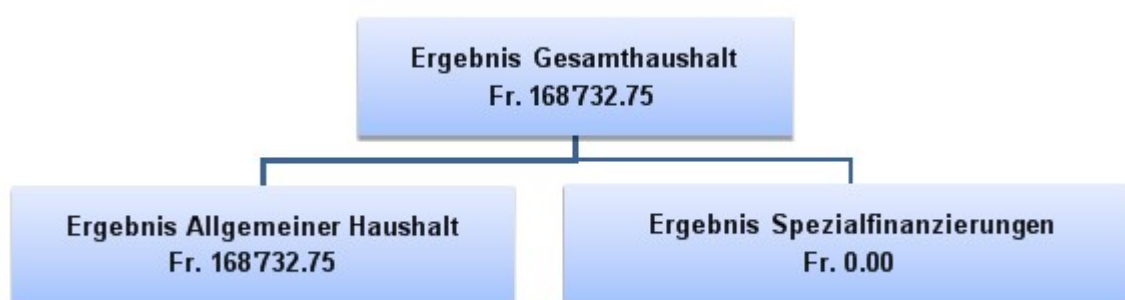 Ergebnis Gesamthaushalt
Fr. 168'732.75
Ergebnis Allgemeiner Haushalt
Fr. 168'732.75
Ergebnis Spezialfinanzierungen
Fr. 0.00